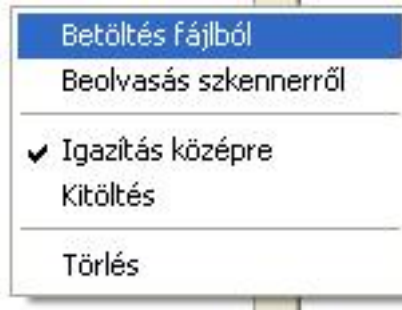 Betöltés fájlból
Beolvasás szkennerről
Igazítás középre
Kitöltés
Törlés